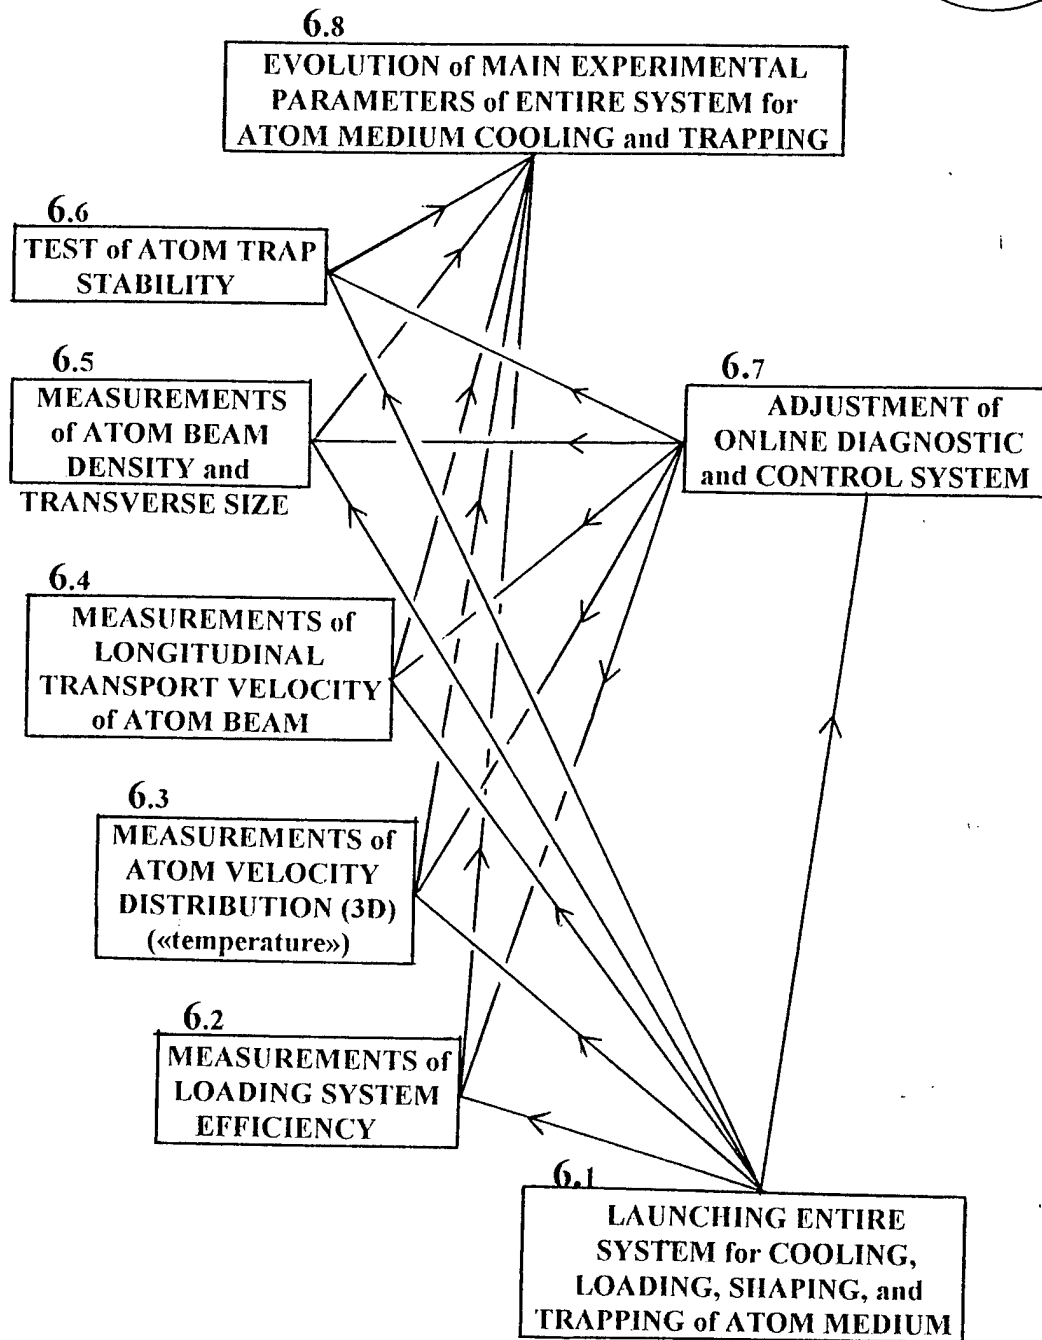 6.8
EVOLUTION of MAIN EXPERIMENTAL
PARAMETERS of ENTIRE SYSTEM for
ATOM MEDIUM COOLING and TRAPPING
6.6
TEST of ATOM TRAP
STABILITY
6.5
MEASUREMENTS
of ATOM BEAM
DENSITY and
TRANSVERSE SIZE
6.7
ADJUSTMENT of
ONLINE DIAGNOSTIC
and CONTROL SYSTEM
6.4
MEASUREMENTS of
LONGITUDINAL
TRANSPORT VELOCITY
of ATOM BEAM
6.3
MEASUREMENTS of
ATOM VELOCITY
DISTRIBUTION (3D)
(«temperature»)
6.2
MEASUREMENTS of
LOADING SYSTEM
EFFICIENCY
6.1
LAUNCHING ENTIRE
SYSTEM for COOLING,
LOADING, SHAPING, and
TRAPPING of ATOM MEDIUM